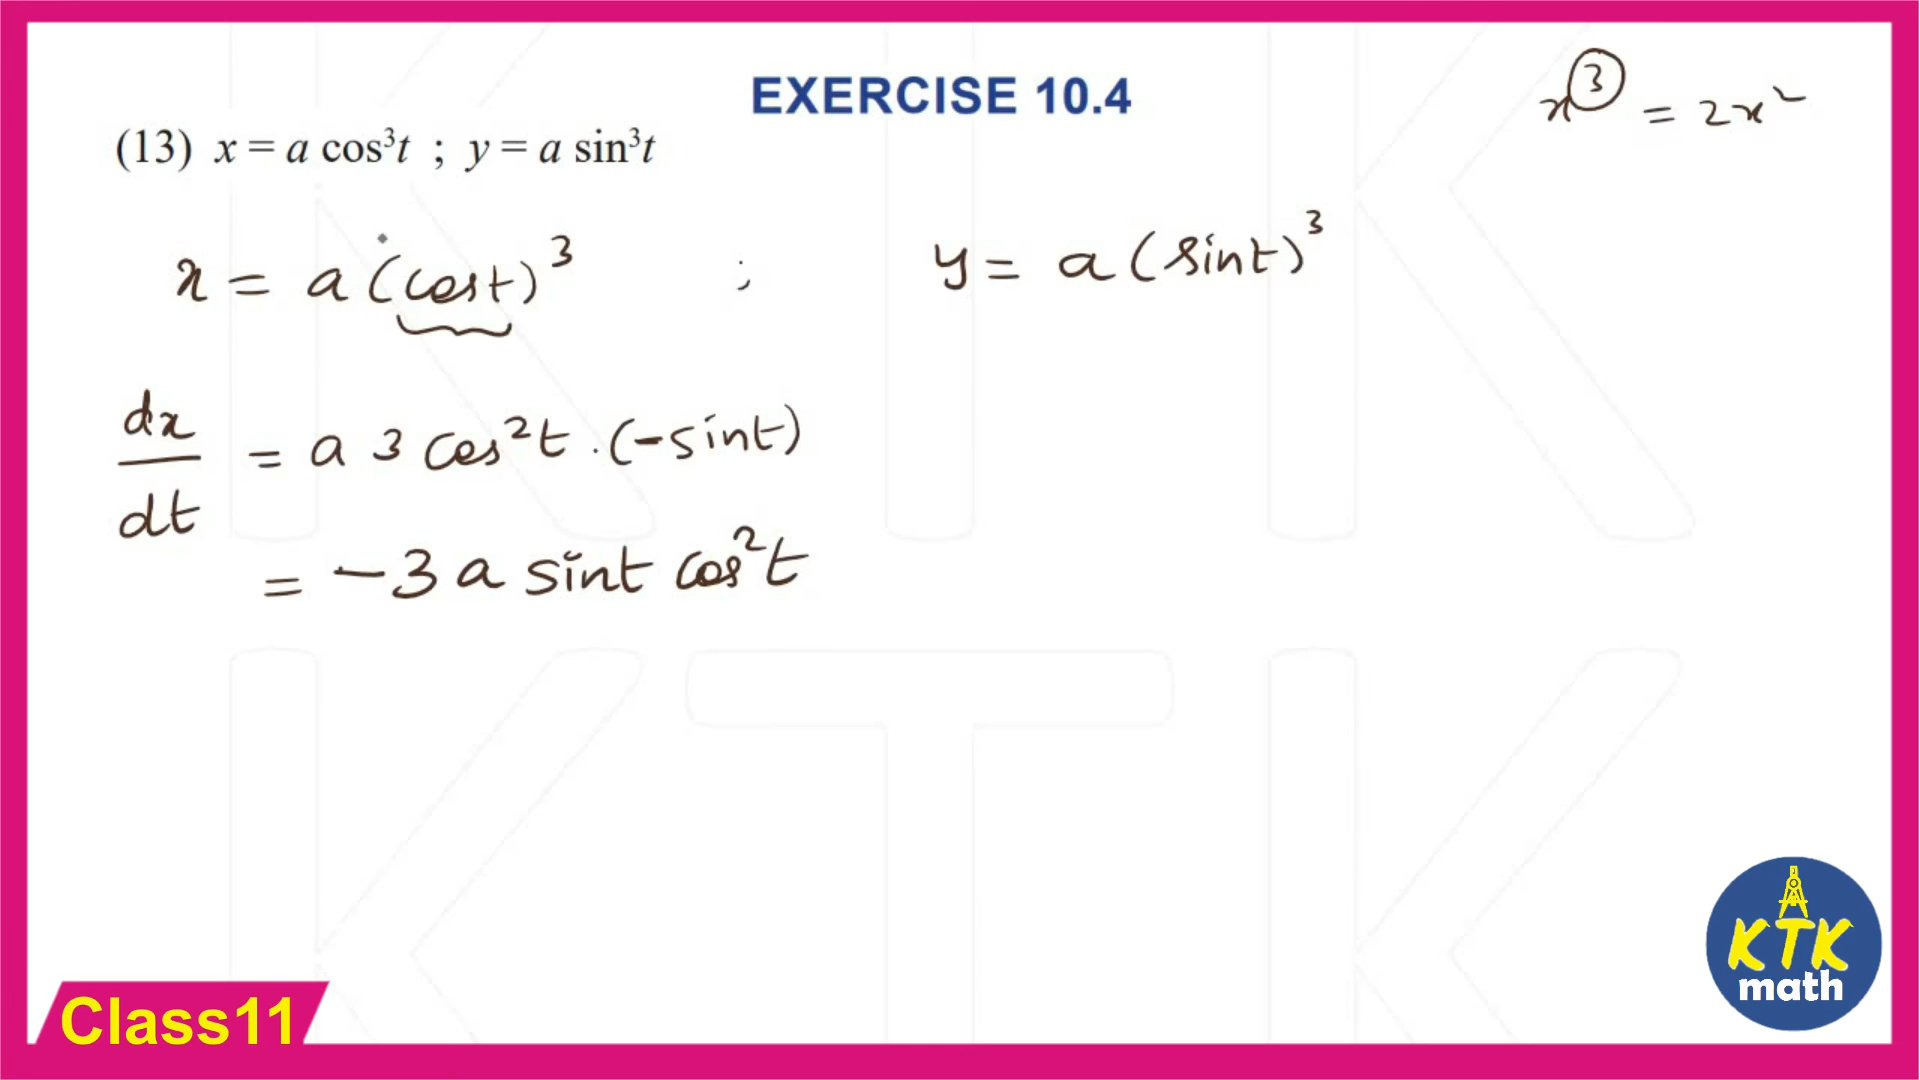 EXERCISE 10.4
x³ = 2x²
(13) x = a cos³t ; y = a sin³t
x = a (cost)³ ; y = a (sint)³
dx/dt = a 3 cos²t . (-sint)
= -3 a sint cos²t
Class11
KTK
math